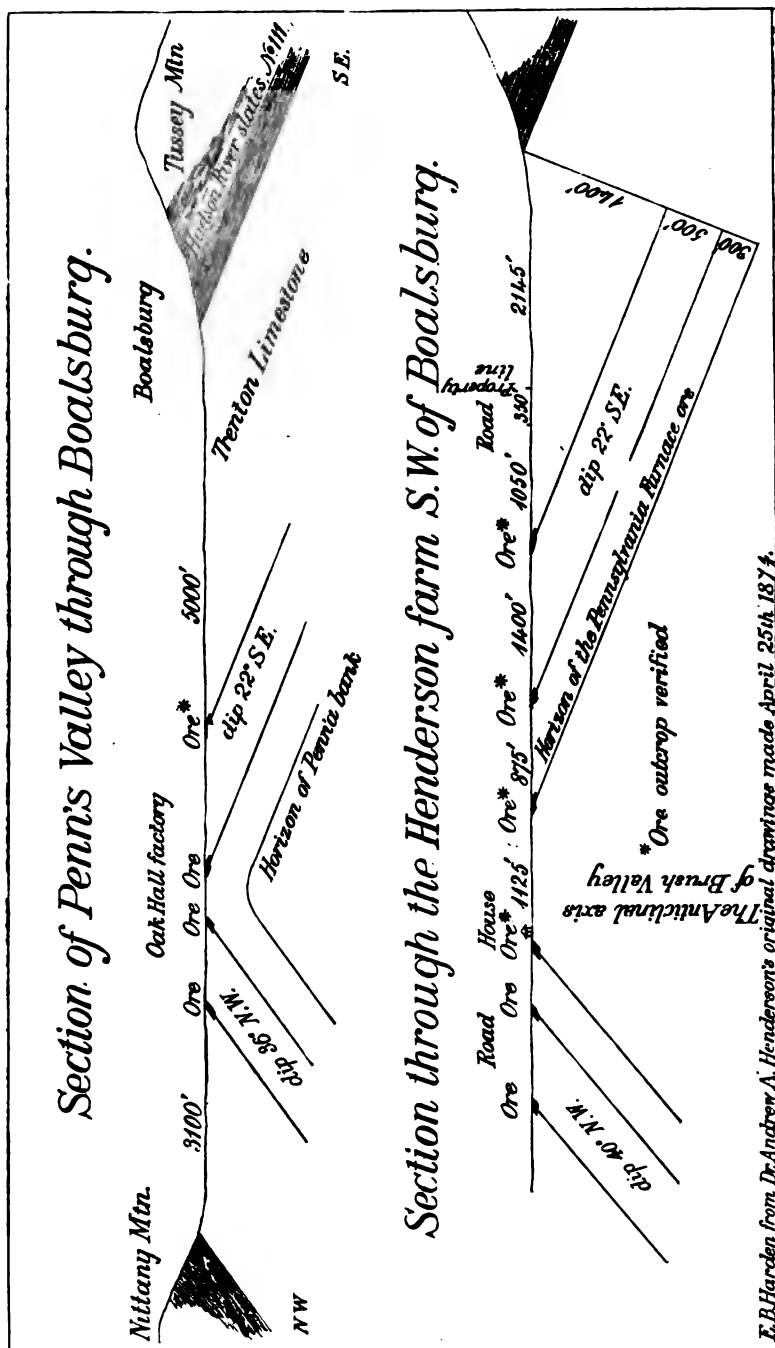 Section of Penn's Valley through Boalsburg.
Nittany Mtn.
3100'
Ore
Oak Hall factory
Ore
Ore
Ore*
5000'
Boalsburg
Tussey Mtn
Hudson River slates. No III.
Trenton Limestone
dip 36° N.W.
dip 22° SE.
Horizon of Penn'a bank
NW
SE.
Section through the Henderson farm S.W. of Boalsburg.
Ore
Road
Ore
House
Ore*
1125'
Ore*
875'
Ore*
1400'
Ore*
1050'
Road
330'
Property
line
2145'
1400'
500'
300'
dip 40° N.W.
dip 22° SE.
Horizon of the Pennsylvania Furnace ore
The Anticlinal axis
of Brush Valley
*Ore outcrop verified
E.B. Harden from Dr. Andrew A. Henderson's original drawings made April 25th 1874.